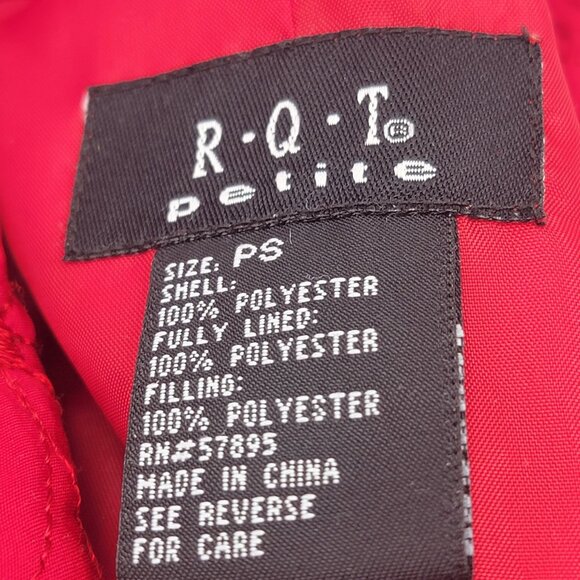 R·Q·T®
petite
SIZE: PS
SHELL:
100% POLYESTER
FULLY LINED:
100% POLYESTER
FILLING:
100% POLYESTER
RN#57895
MADE IN CHINA
SEE REVERSE
FOR CARE